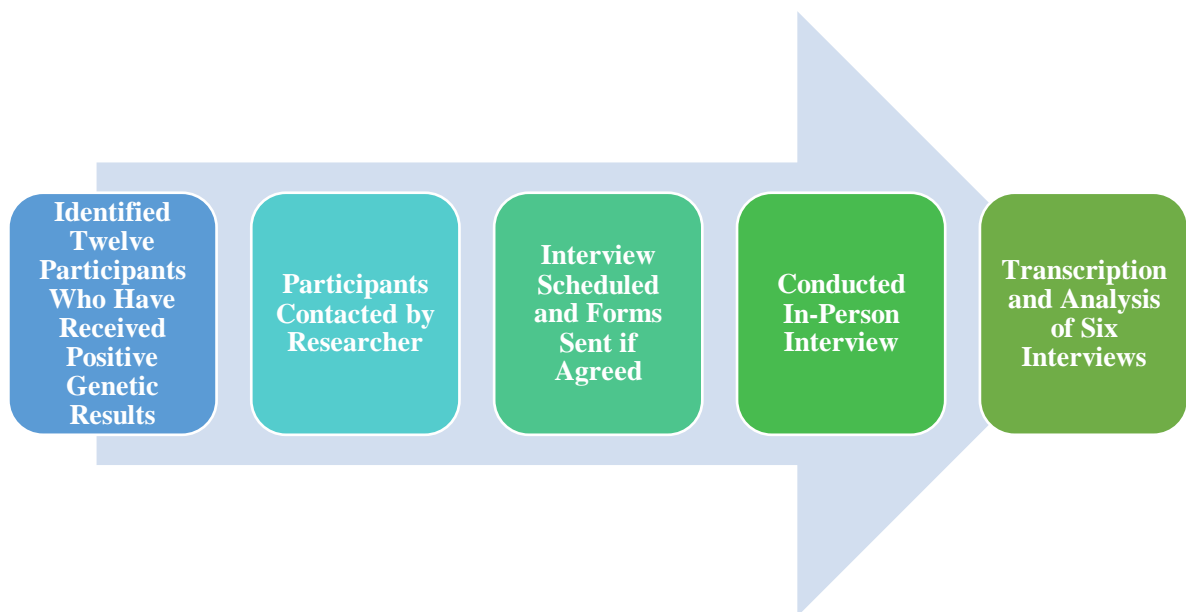 Identified
Twelve
Participants
Who Have
Received
Positive
Genetic
Results
Participants
Contacted by
Researcher
Interview
Scheduled
and Forms
Sent if
Agreed
Conducted
In-Person
Interview
Transcription
and Analysis
of Six
Interviews